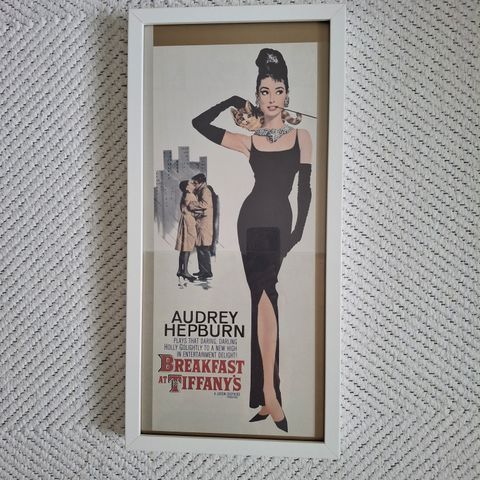 AUDREY
HEPBURN
PLAYS THAT DARING, DARLING
HOLLY GOLIGHTLY TO A NEW HIGH
IN ENTERTAINMENT DELIGHT!
BREAKFAST
AT TIFFANY'S